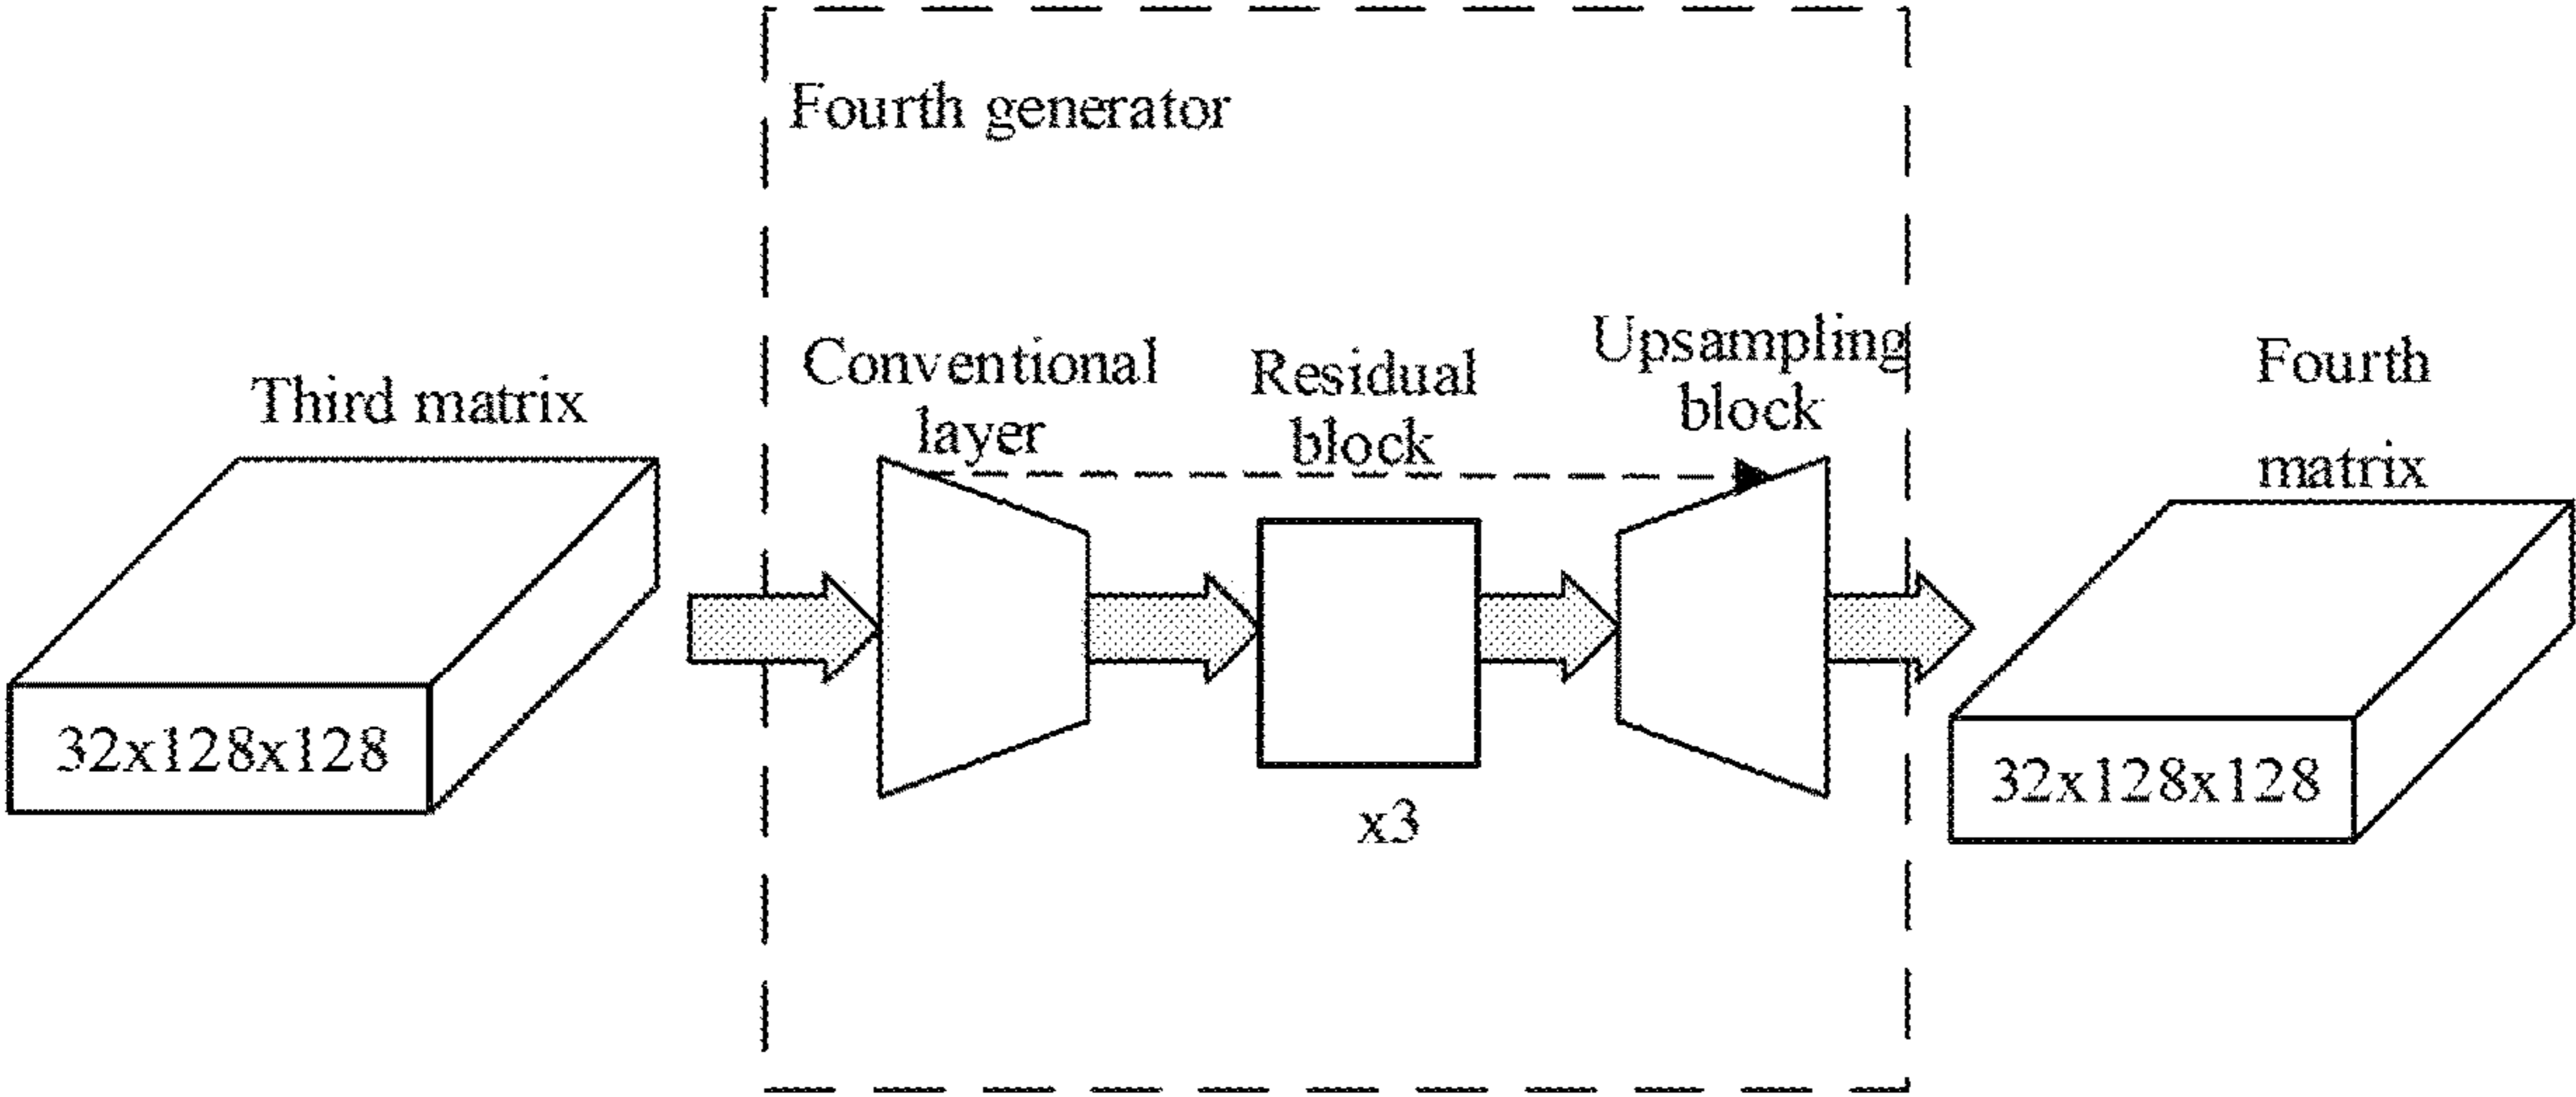 Fourth generator
Third matrix
32x128x128
Conventional
layer
Residual
block
x3
Upsampling
block
Fourth
matrix
32x128x128